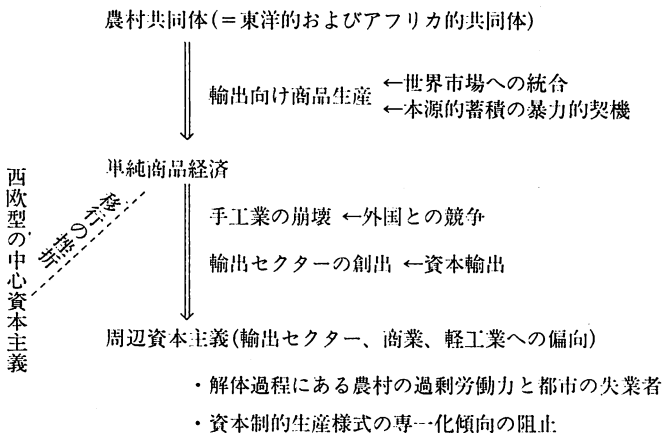 農村共同体(＝東洋的およびアフリカ的共同体)
輸出向け商品生産 ←世界市場への統合
←本源的蓄積の暴力的契機
単純商品経済
西欧型の中心資本主義
移行の挫折
手工業の崩壊 ←外国との競争
輸出セクターの創出 ←資本輸出
周辺資本主義(輸出セクター、商業、軽工業への偏向)
・解体過程にある農村の過剰労働力と都市の失業者
・資本制的生産様式の専一化傾向の阻止